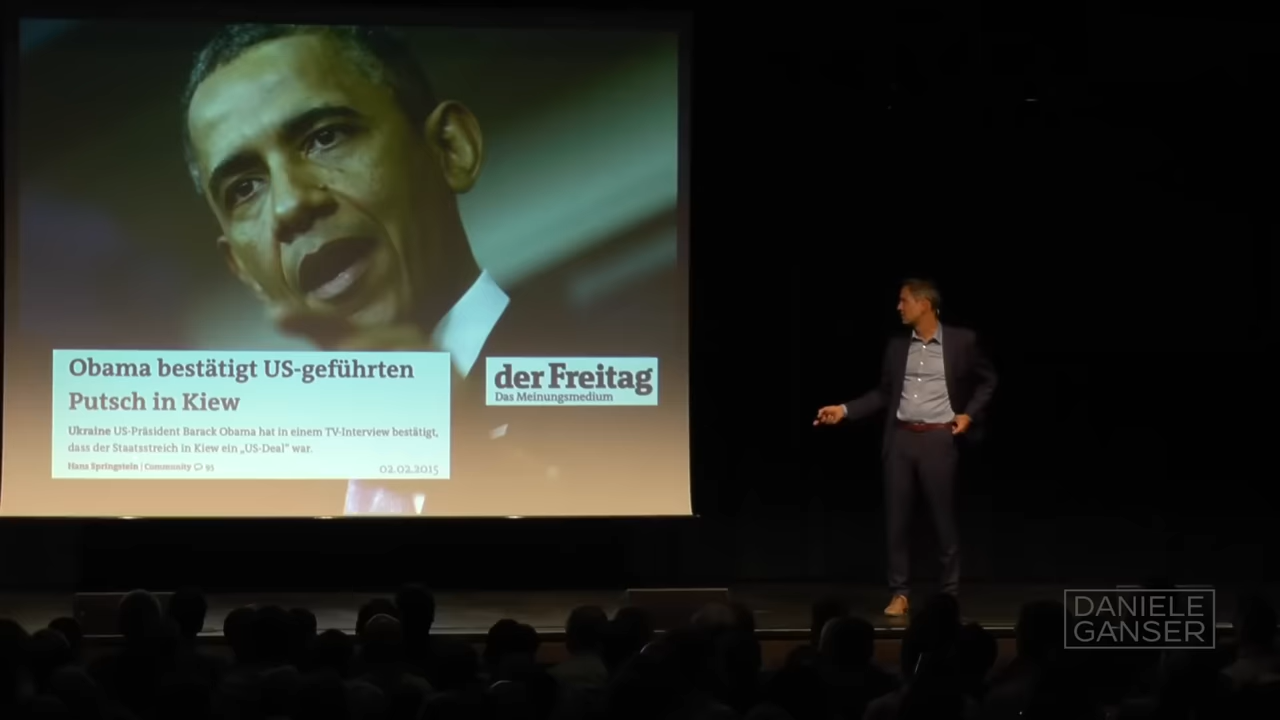 Obama bestätigt US-geführten
Putsch in Kiew
Ukraine US-Präsident Barack Obama hat in einem TV-Interview bestätigt,
dass der Staatsstreich in Kiew ein „US-Deal" war.
Hans Springstein | Community 93
02.02.2015
der Freitag
Das Meinungsmedium
DANIELE
GANSER